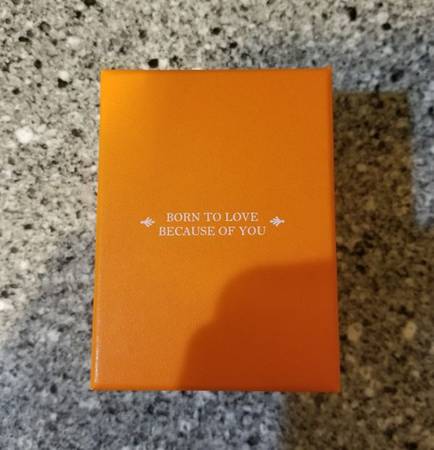 BORN TO LOVE
BECAUSE OF YOU